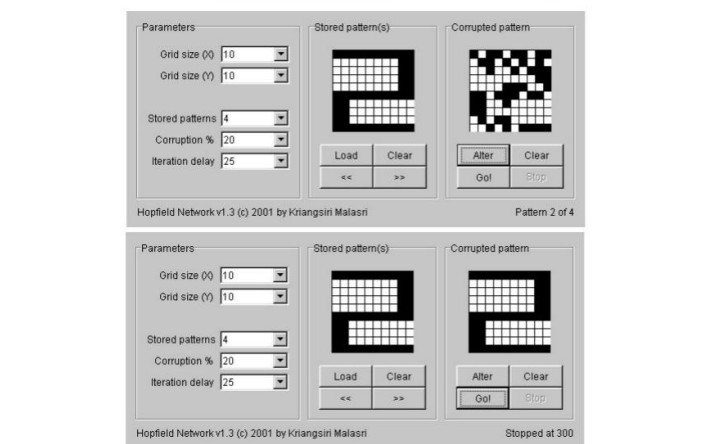 Parameters
Stored pattern(s)
Corrupted pattern
Grid size (X) 10
Grid size (Y) 10
Stored patterns 4
Corruption % 20
Iteration delay 25
Load Clear
<< >>
Alter Clear
Go! Stop
Hopfield Network v1.3 (c) 2001 by Kriangsiri Malasri
Pattern 2 of 4
Parameters
Stored pattern(s)
Corrupted pattern
Grid size (X) 10
Grid size (Y) 10
Stored patterns 4
Corruption % 20
Iteration delay 25
Load Clear
<< >>
Alter Clear
Go! Stop
Hopfield Network v1.3 (c) 2001 by Kriangsiri Malasri
Stopped at 300